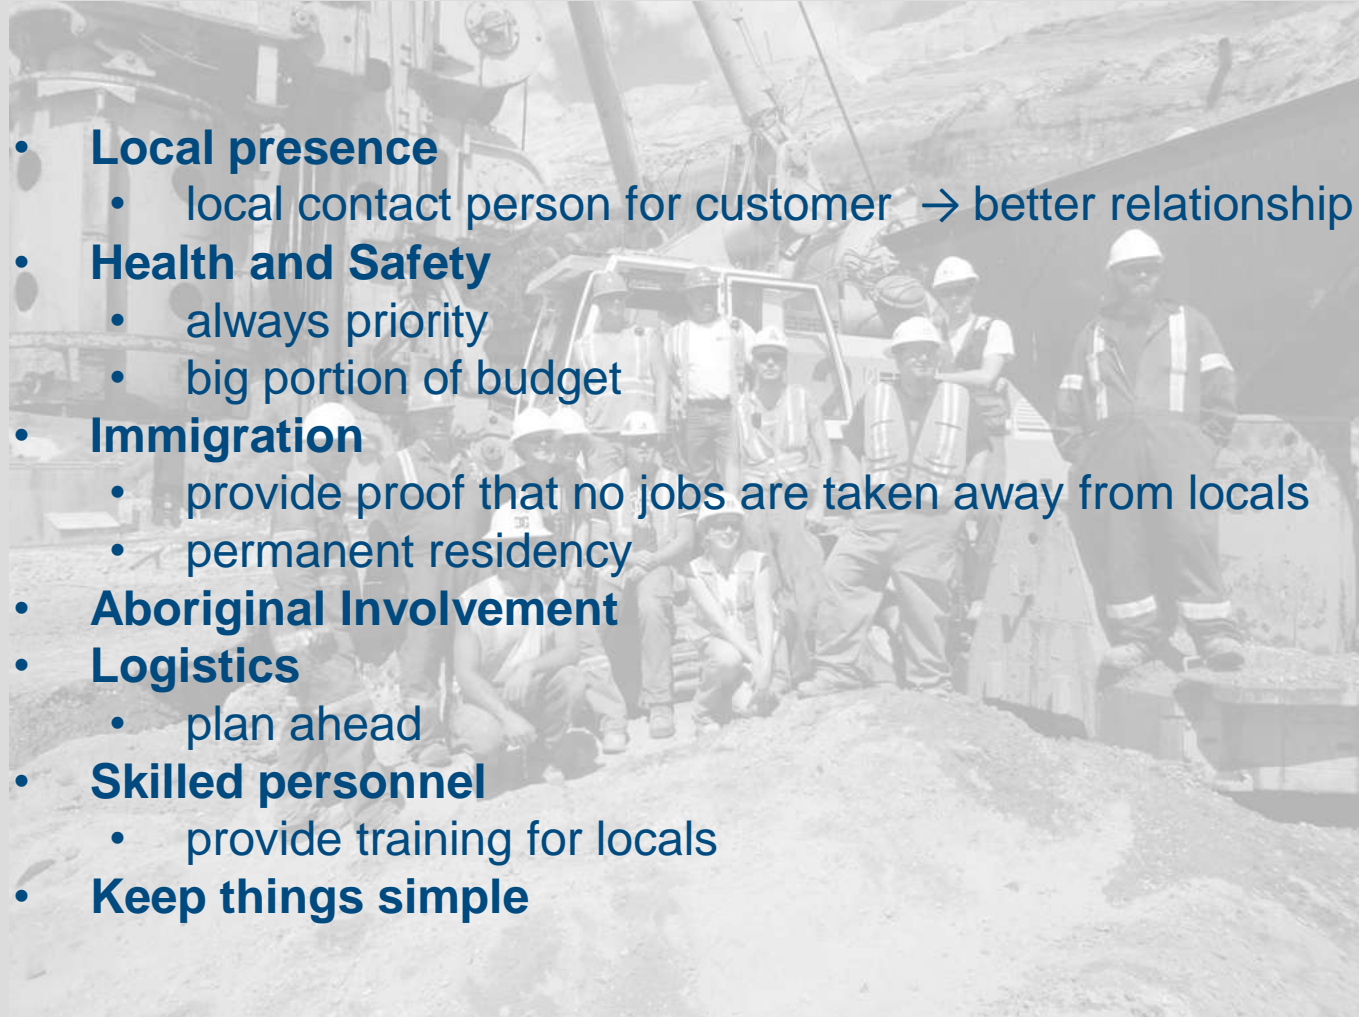 • Local presence
• local contact person for customer → better relationship
• Health and Safety
• always priority
• big portion of budget
• Immigration
• provide proof that no jobs are taken away from locals
• permanent residency
• Aboriginal Involvement
• Logistics
• plan ahead
• Skilled personnel
• provide training for locals
• Keep things simple